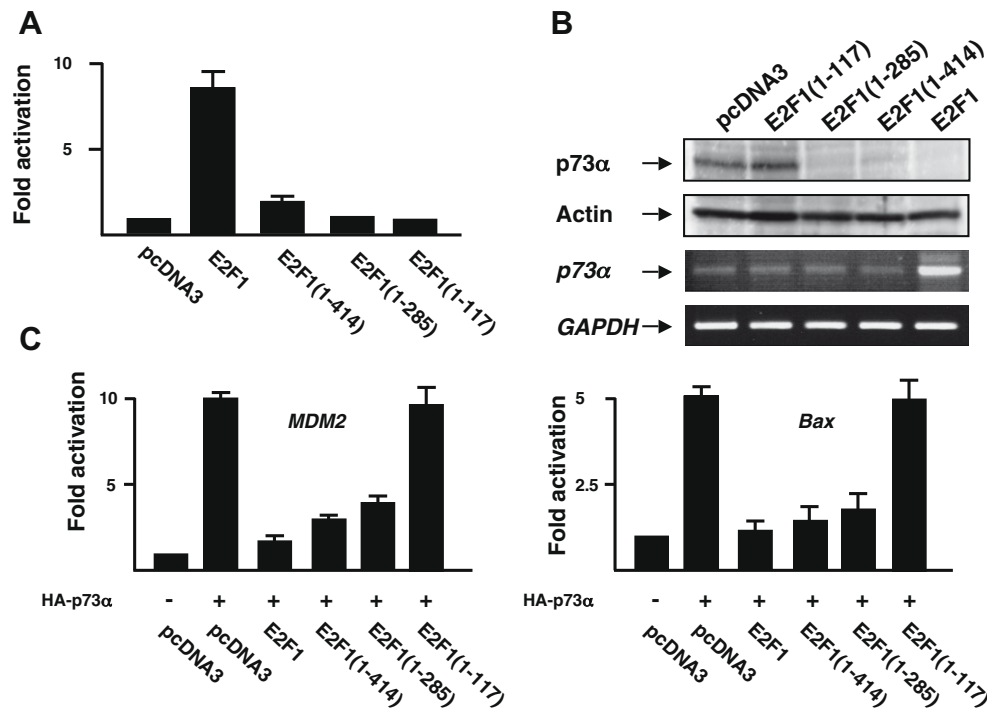 A
Fold activation
10
5
pcDNA3
E2F1
E2F1(1-414)
E2F1(1-285)
E2F1(1-117)
B
pcDNA3
E2F1(1-117)
E2F1(1-285)
E2F1(1-414)
E2F1
p73α
Actin
p73α
GAPDH
C
Fold activation
10
5
MDM2
HA-p73α - + + + + +
pcDNA3
pcDNA3
E2F1
E2F1(1-414)
E2F1(1-285)
E2F1(1-117)
Fold activation
5
2.5
Bax
HA-p73α - + + + + +
pcDNA3
pcDNA3
E2F1
E2F1(1-414)
E2F1(1-285)
E2F1(1-117)